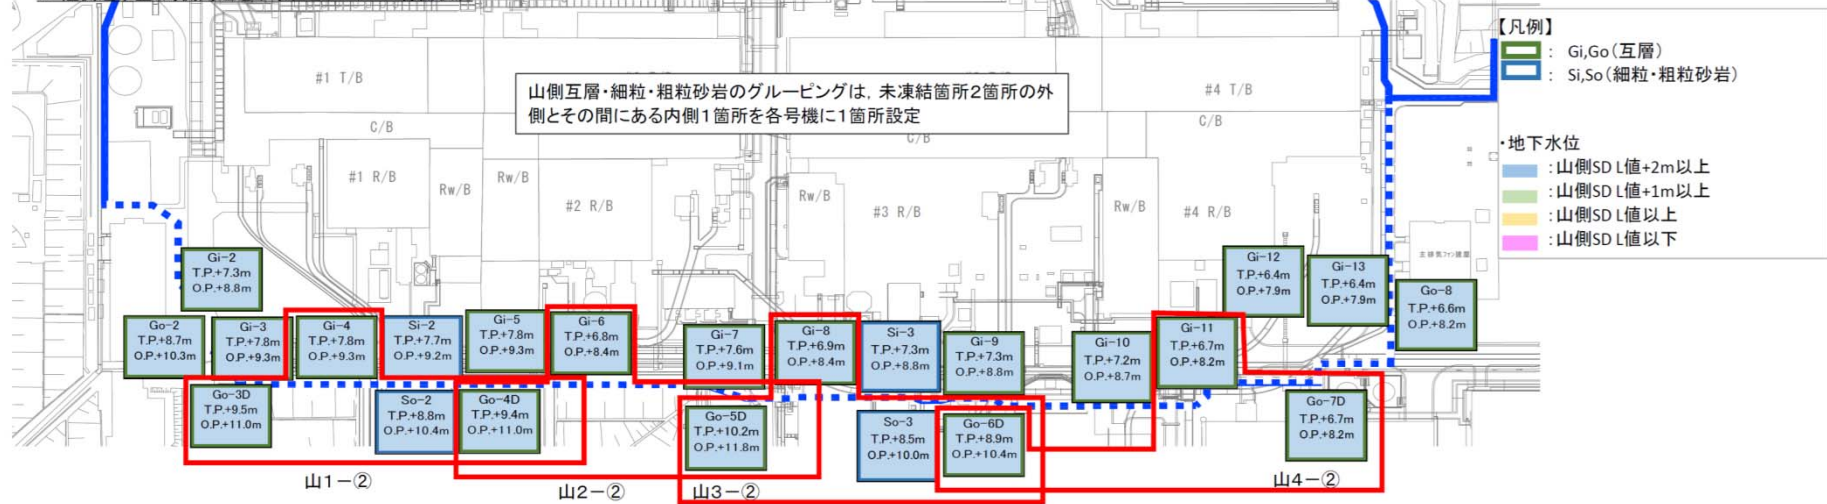 【凡例】
: Gi,Go(互層)
: Si,So(細粒・粗粒砂岩)
・地下水位
:山側SD L値+2m以上
:山側SD L値+1m以上
:山側SD L値以上
:山側SD L値以下
#1 T/B
#4 T/B
山側互層・細粒・粗粒砂岩のグルーピングは, 未凍結箇所2箇所の外
側とその間にある内側1箇所を各号機に1箇所設定
C/B
C/B
C/B
#1 R/B
Rw/B
Rw/B
#2 R/B
Rw/B
#3 R/B
Rw/B
#4 R/B
Gi-2
T.P.+7.3m
O.P.+8.8m
Gi-12
T.P.+6.4m
O.P.+7.9m
Gi-13
T.P.+6.4m
O.P.+7.9m
Go-8
T.P.+6.6m
O.P.+8.2m
Go-2
T.P.+8.7m
O.P.+10.3m
Gi-3
T.P.+7.8m
O.P.+9.3m
Gi-4
T.P.+7.8m
O.P.+9.3m
Si-2
T.P.+7.7m
O.P.+9.2m
Gi-5
T.P.+7.8m
O.P.+9.3m
Gi-6
T.P.+6.8m
O.P.+8.4m
Gi-7
T.P.+7.6m
O.P.+9.1m
Gi-8
T.P.+6.9m
O.P.+8.4m
Si-3
T.P.+7.3m
O.P.+8.8m
Gi-9
T.P.+7.3m
O.P.+8.8m
Gi-10
T.P.+7.2m
O.P.+8.7m
Gi-11
T.P.+6.7m
O.P.+8.2m
Go-3D
T.P.+9.5m
O.P.+11.0m
So-2
T.P.+8.8m
O.P.+10.4m
Go-4D
T.P.+9.4m
O.P.+11.0m
Go-5D
T.P.+10.2m
O.P.+11.8m
So-3
T.P.+8.5m
O.P.+10.0m
Go-6D
T.P.+8.9m
O.P.+10.4m
Go-7D
T.P.+6.7m
O.P.+8.2m
山1-②
山2-②
山3-②
山4-②